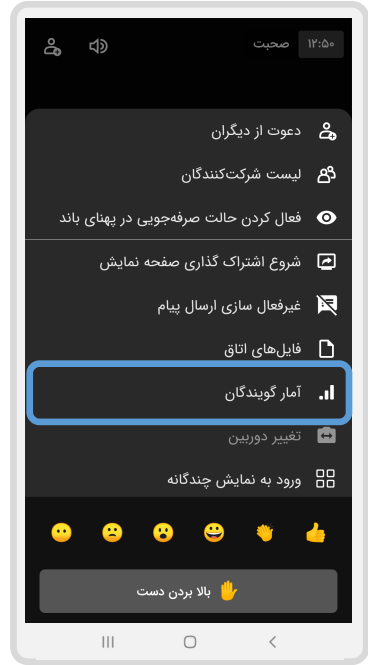 ۱۲:۵۰ صحبت
دعوت از دیگران
لیست شرکت‌کنندگان
فعال کردن حالت صرفه‌جویی در پهنای باند
شروع اشتراک گذاری صفحه نمایش
غیرفعال سازی ارسال پیام
فایل‌های اتاق
آمار گویندگان
تغییر دوربین
ورود به نمایش چندگانه
بالا بردن دست